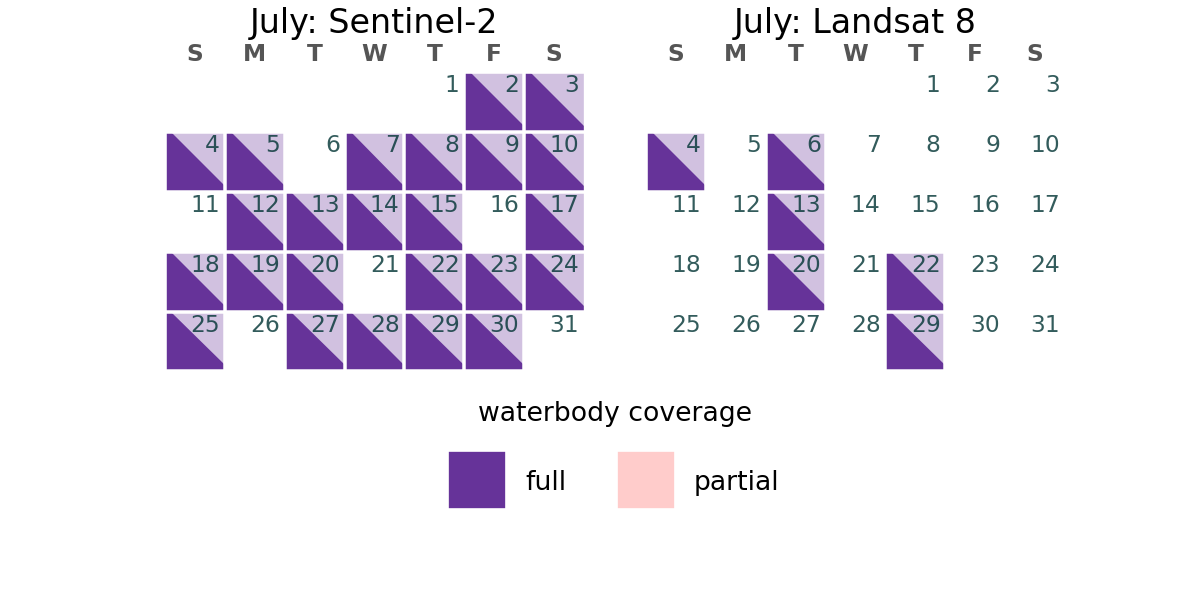 July: Sentinel-2
S M T W T F S
1 2 3
4 5 6 7 8 9 10
11 12 13 14 15 16 17
18 19 20 21 22 23 24
25 26 27 28 29 30 31
July: Landsat 8
S M T W T F S
1 2 3
4 5 6 7 8 9 10
11 12 13 14 15 16 17
18 19 20 21 22 23 24
25 26 27 28 29 30 31
waterbody coverage
full
partial